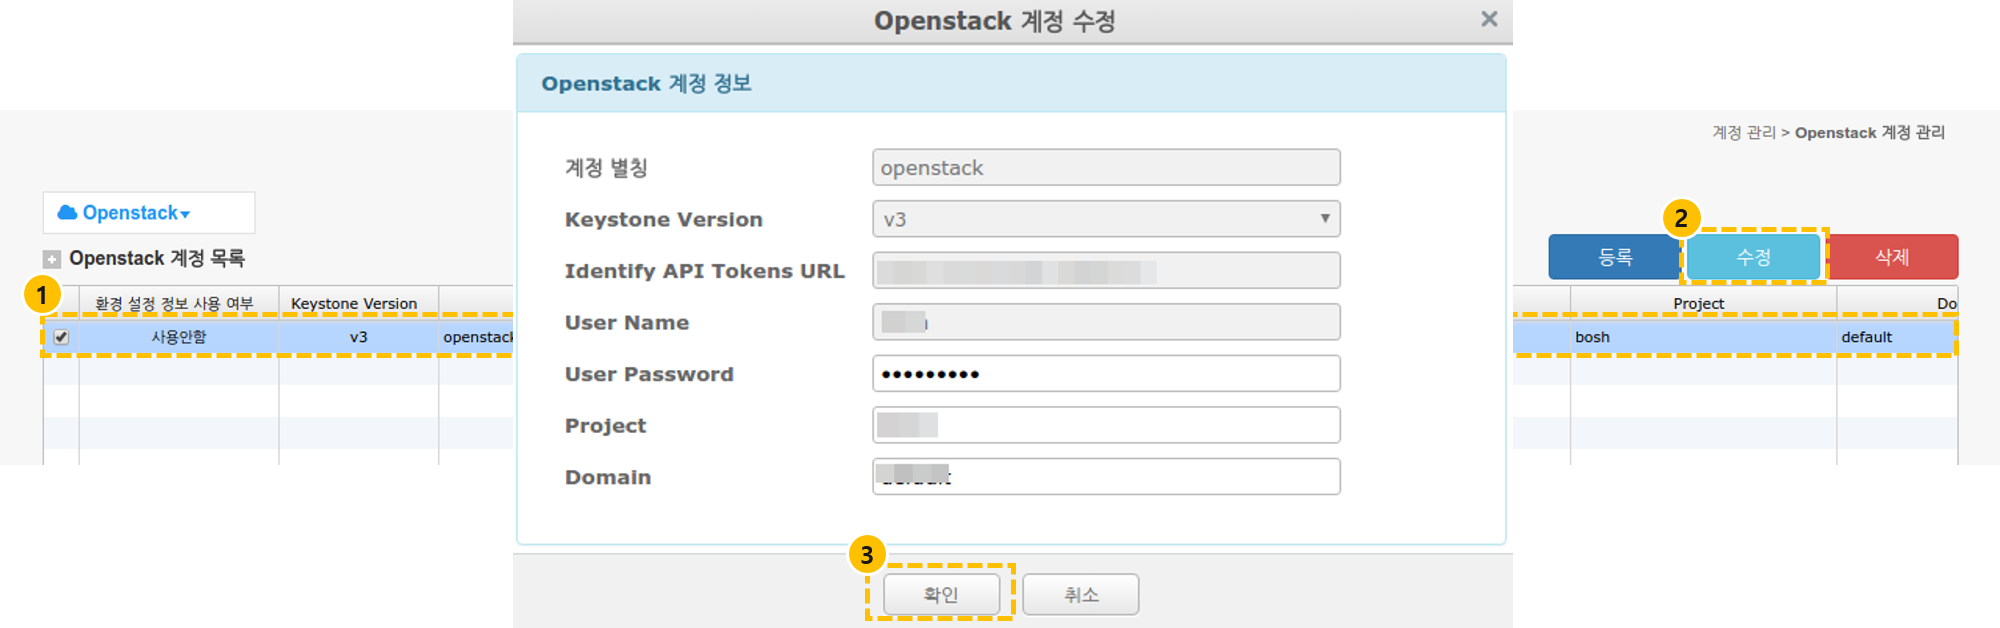 Openstack 계정 수정
Openstack 계정 정보
계정 별칭
openstack
Keystone Version
v3
Identify API Tokens URL
User Name
User Password
•••••••••
Project
Domain
3
확인
취소
Openstack
Openstack 계정 목록
1
환경 설정 정보 사용 여부
Keystone Version
사용안함
v3
openstack
계정 관리 > Openstack 계정 관리
2
등록
수정
삭제
Project
Do
bosh
default